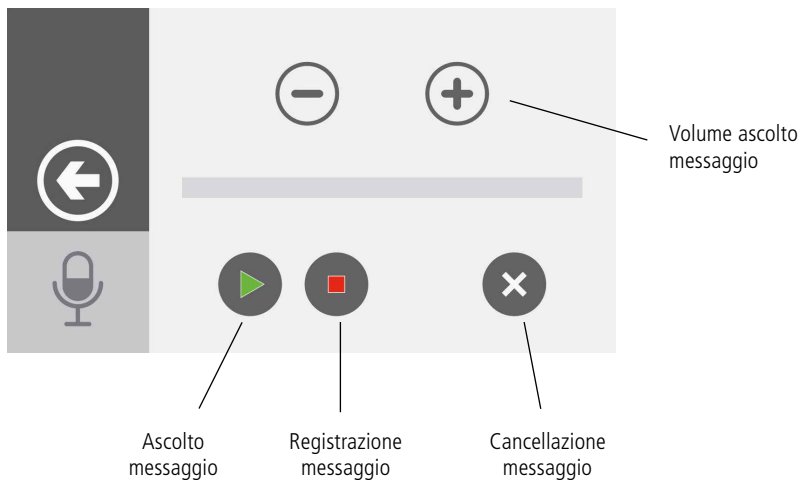 Volume ascolto
messaggio
Ascolto
messaggio
Registrazione
messaggio
Cancellazione
messaggio